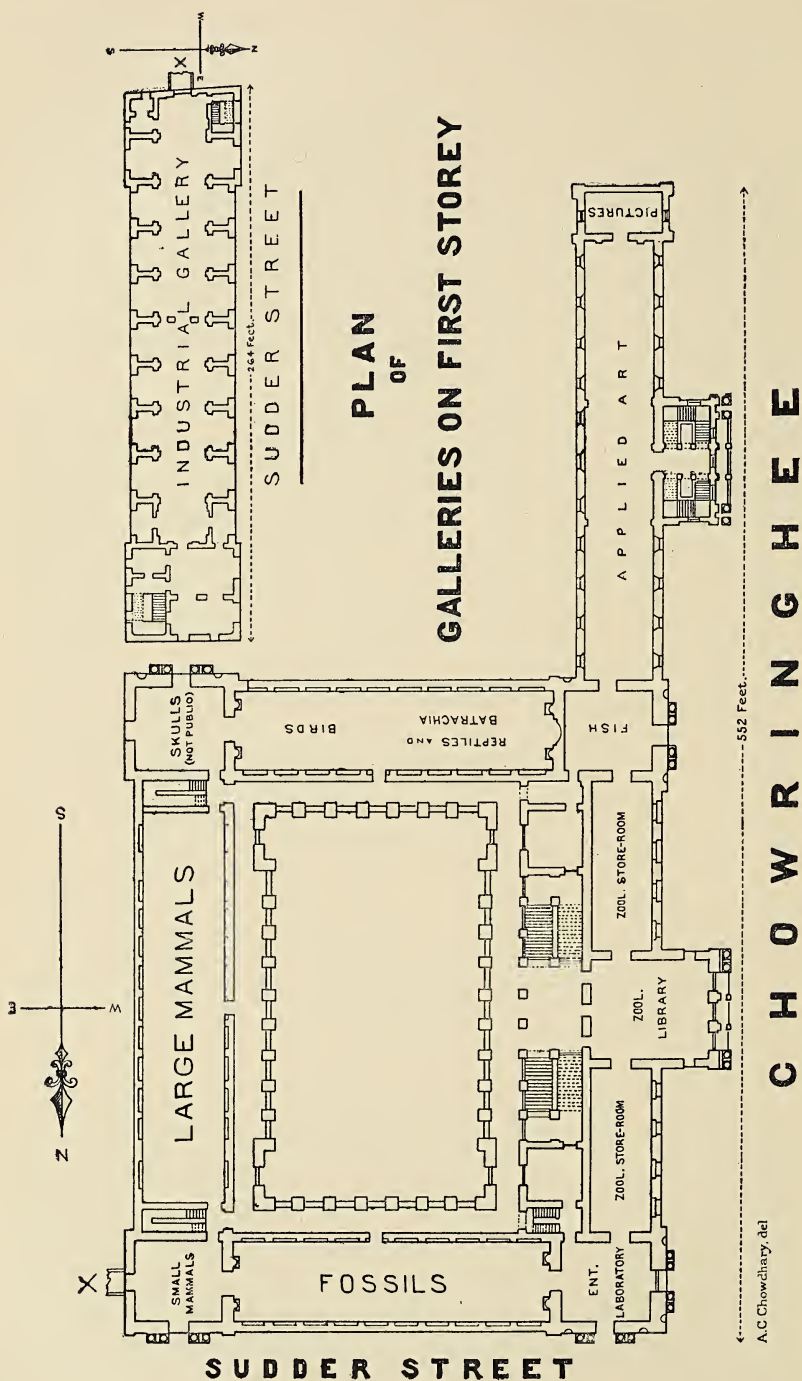 W
S
N
E
X
INDUSTRIAL GALLERY
264 Feet.
SUDDER STREET
PLAN
OF
GALLERIES ON FIRST STOREY
PICTURES
APPLIED ART
FISH
REPTILES AND
BATRACHIA
BIRDS
SKULLS
(NOT PUBLIC)
S
E
W
N
LARGE MAMMALS
ZOOL. STORE-ROOM
ZOOL.
LIBRARY
ZOOL. STORE-ROOM
X
SMALL
MAMMALS
FOSSILS
ENT.
LABORATORY
552 Feet.
CHOWRINGHEE
A.C Chowdhary. del
SUDDER STREET